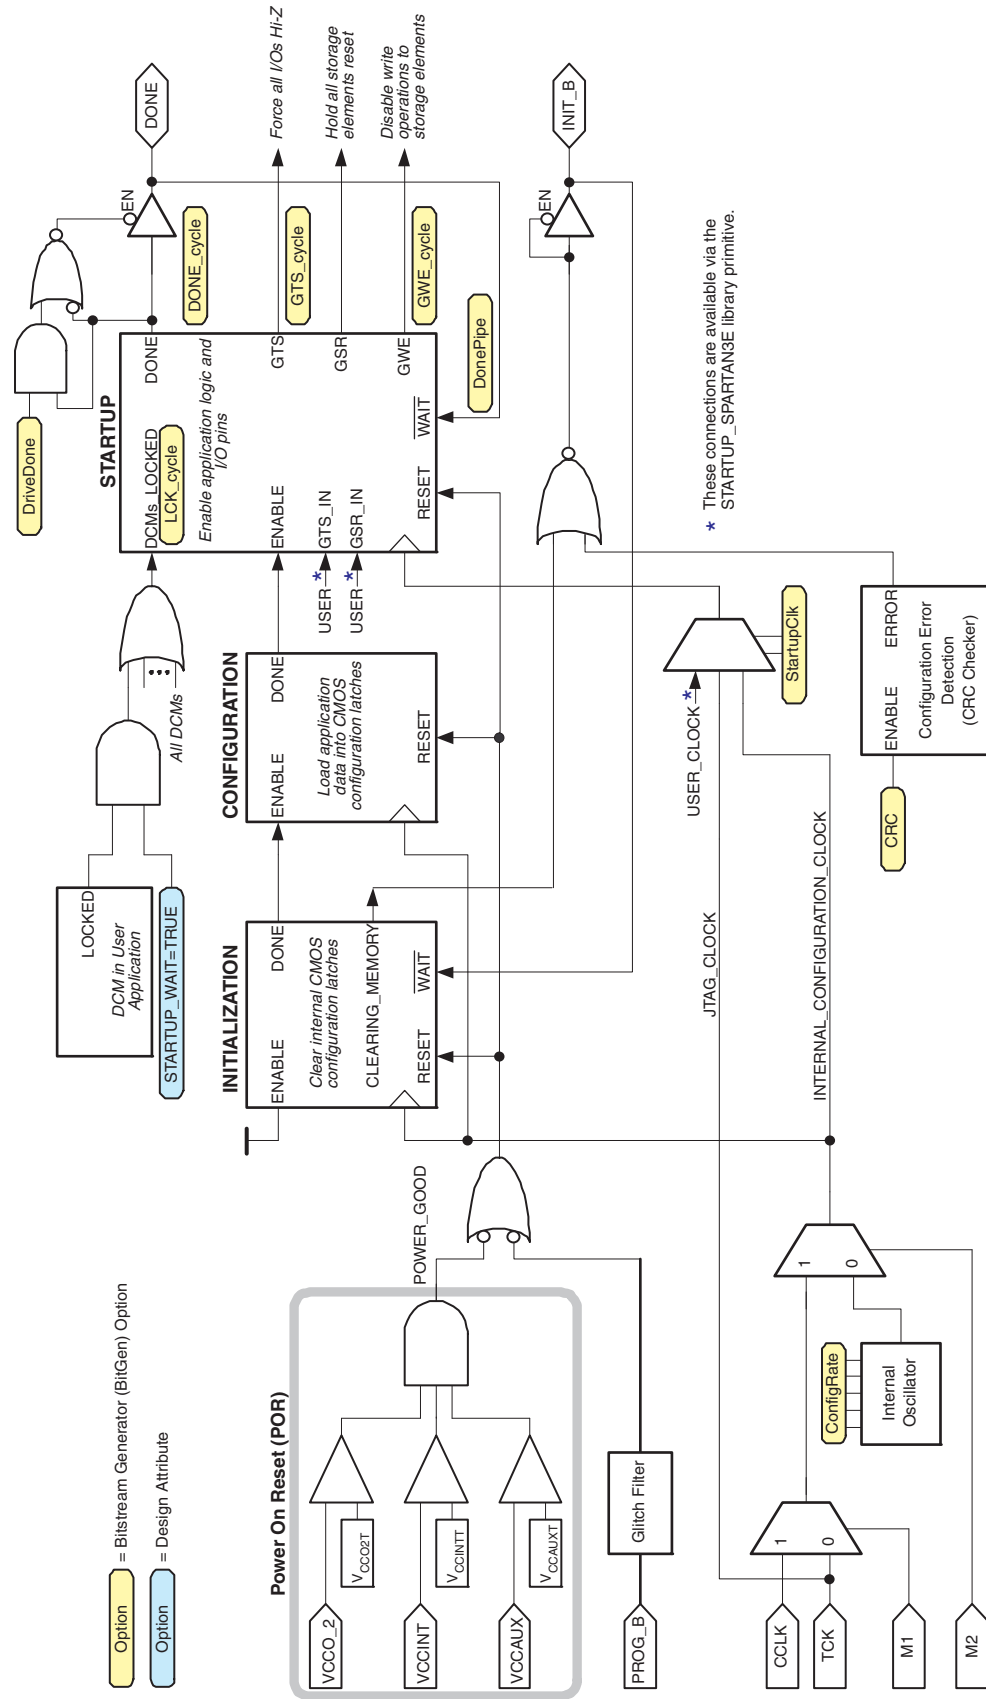 Option = Bitstream Generator (BitGen) Option
Option = Design Attribute
Power On Reset (POR)
VCCO_2
VCCO2T
VCCINT
VCCINTT
VCCAUX
VCCAUXT
POWER_GOOD
PROG_B
Glitch Filter
CCLK
TCK
M1
M2
1
0
ConfigRate
Internal
Oscillator
1
0
INTERNAL_CONFIGURATION_CLOCK
JTAG_CLOCK
LOCKED
DCM in User
Application
STARTUP_WAIT=TRUE
All DCMs
INITIALIZATION
ENABLE
DONE
Clear internal CMOS
configuration latches
CLEARING_MEMORY
RESET
WAIT
CONFIGURATION
ENABLE
DONE
Load application
data into CMOS
configuration latches
RESET
USER_CLOCK *
StartupClk
CRC
ENABLE
ERROR
Configuration Error
Detection
(CRC Checker)
DriveDone
STARTUP
DCMs_LOCKED
LCK_cycle
DONE
Enable application logic and
I/O pins
ENABLE
USER * GTS_IN
USER * GSR_IN
GTS
GSR
GWE
RESET
WAIT
DonePipe
EN
DONE
DONE_cycle
GTS_cycle
GWE_cycle
Force all I/Os Hi-Z
Hold all storage
elements reset
Disable write
operations to
storage elements
EN
INIT_B
* These connections are available via the
STARTUP_SPARTAN3E library primitive.